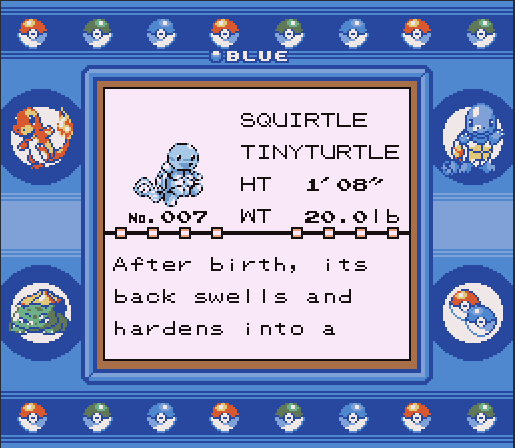 BLUE
SQUIRTLE
TINYTURTLE
HT 1′08″
No.007 WT 20.0lb
After birth, its
back swells and
hardens into a